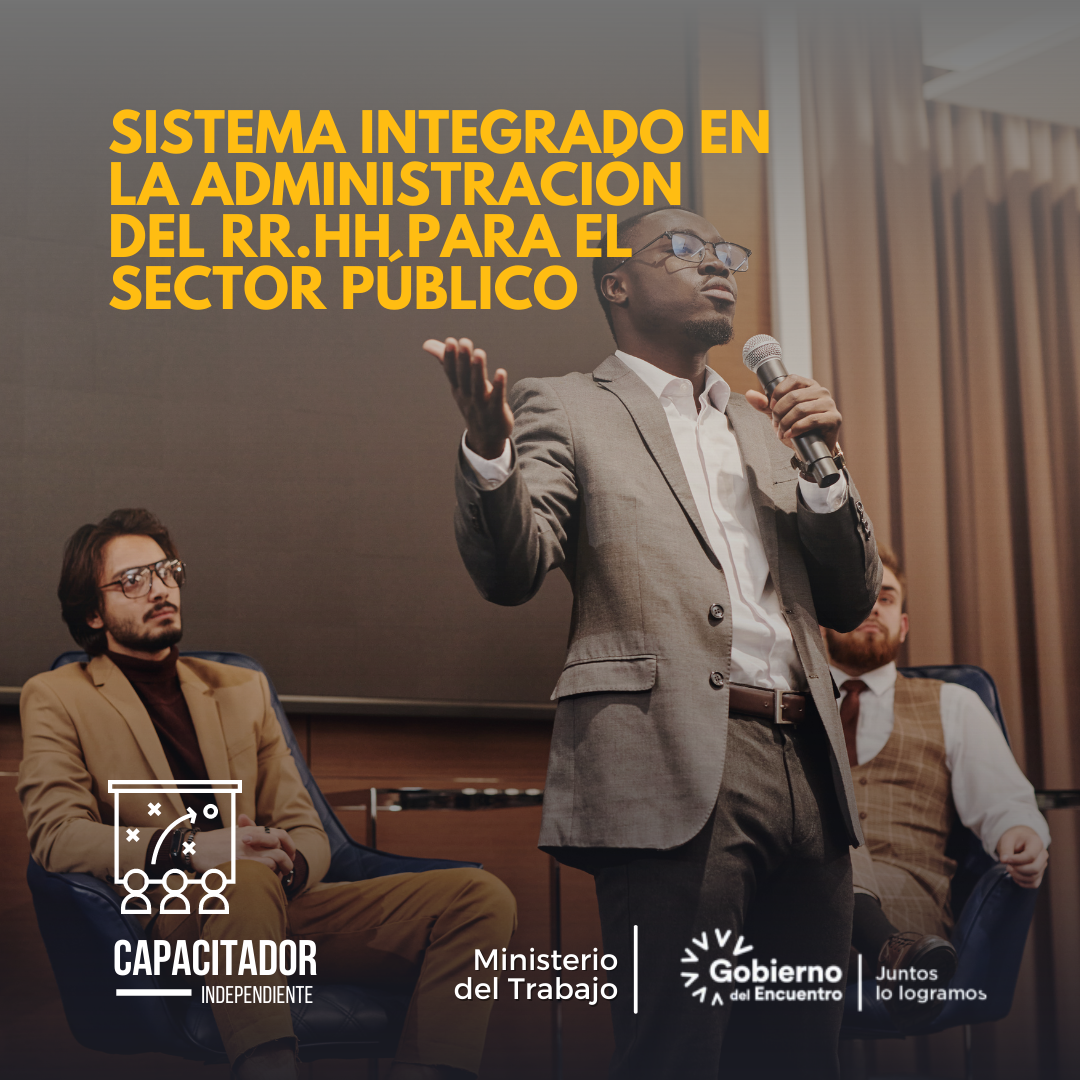 SISTEMA INTEGRADO EN
LA ADMINISTRACIÓN
DEL RR.HH PARA EL
SECTOR PÚBLICO
CAPACITADOR
INDEPENDIENTE
Ministerio
del Trabajo
Gobierno
del Encuentro
Juntos
lo logramos